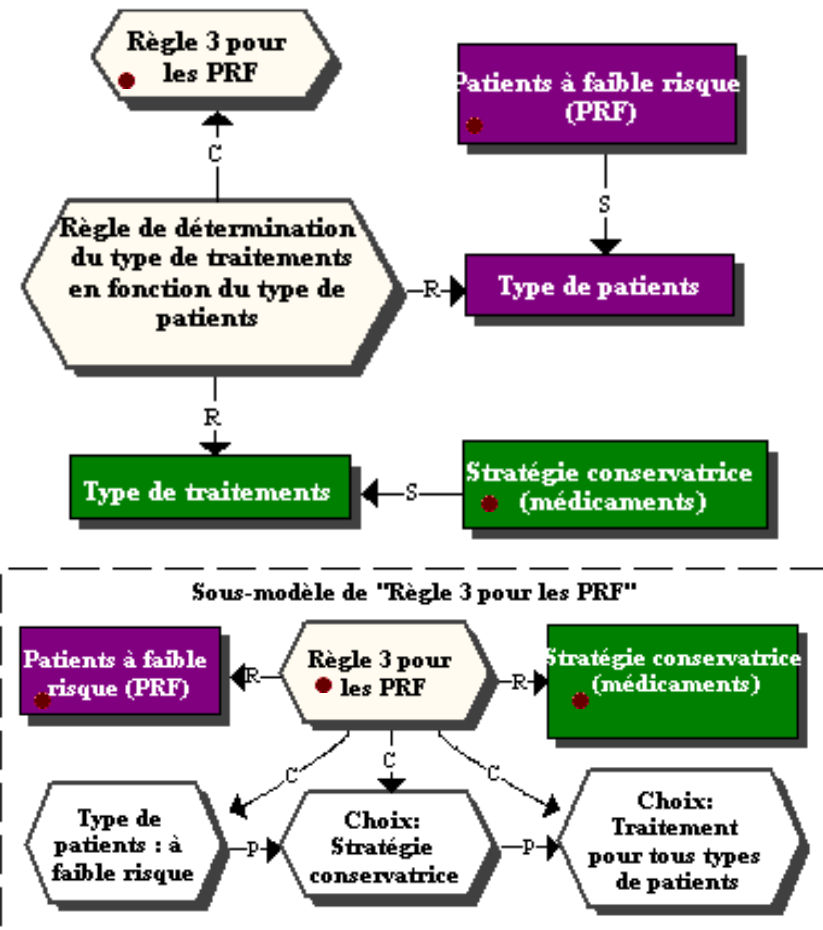 Règle 3 pour
les PRF
Patients à faible risque
(PRF)
C
S
Règle de détermination
du type de traitements
en fonction du type de
patients
R
Type de patients
R
Type de traitements
S
Stratégie conservatrice
(médicaments)
Sous-modèle de "Règle 3 pour les PRF"
Patients à faible
risque (PRF)
R
Règle 3 pour
les PRF
R
Stratégie conservatrice
(médicaments)
C
C
C
Type de
patients : à
faible risque
P
Choix:
Stratégie
conservatrice
P
Choix:
Traitement
pour tous types
de patients